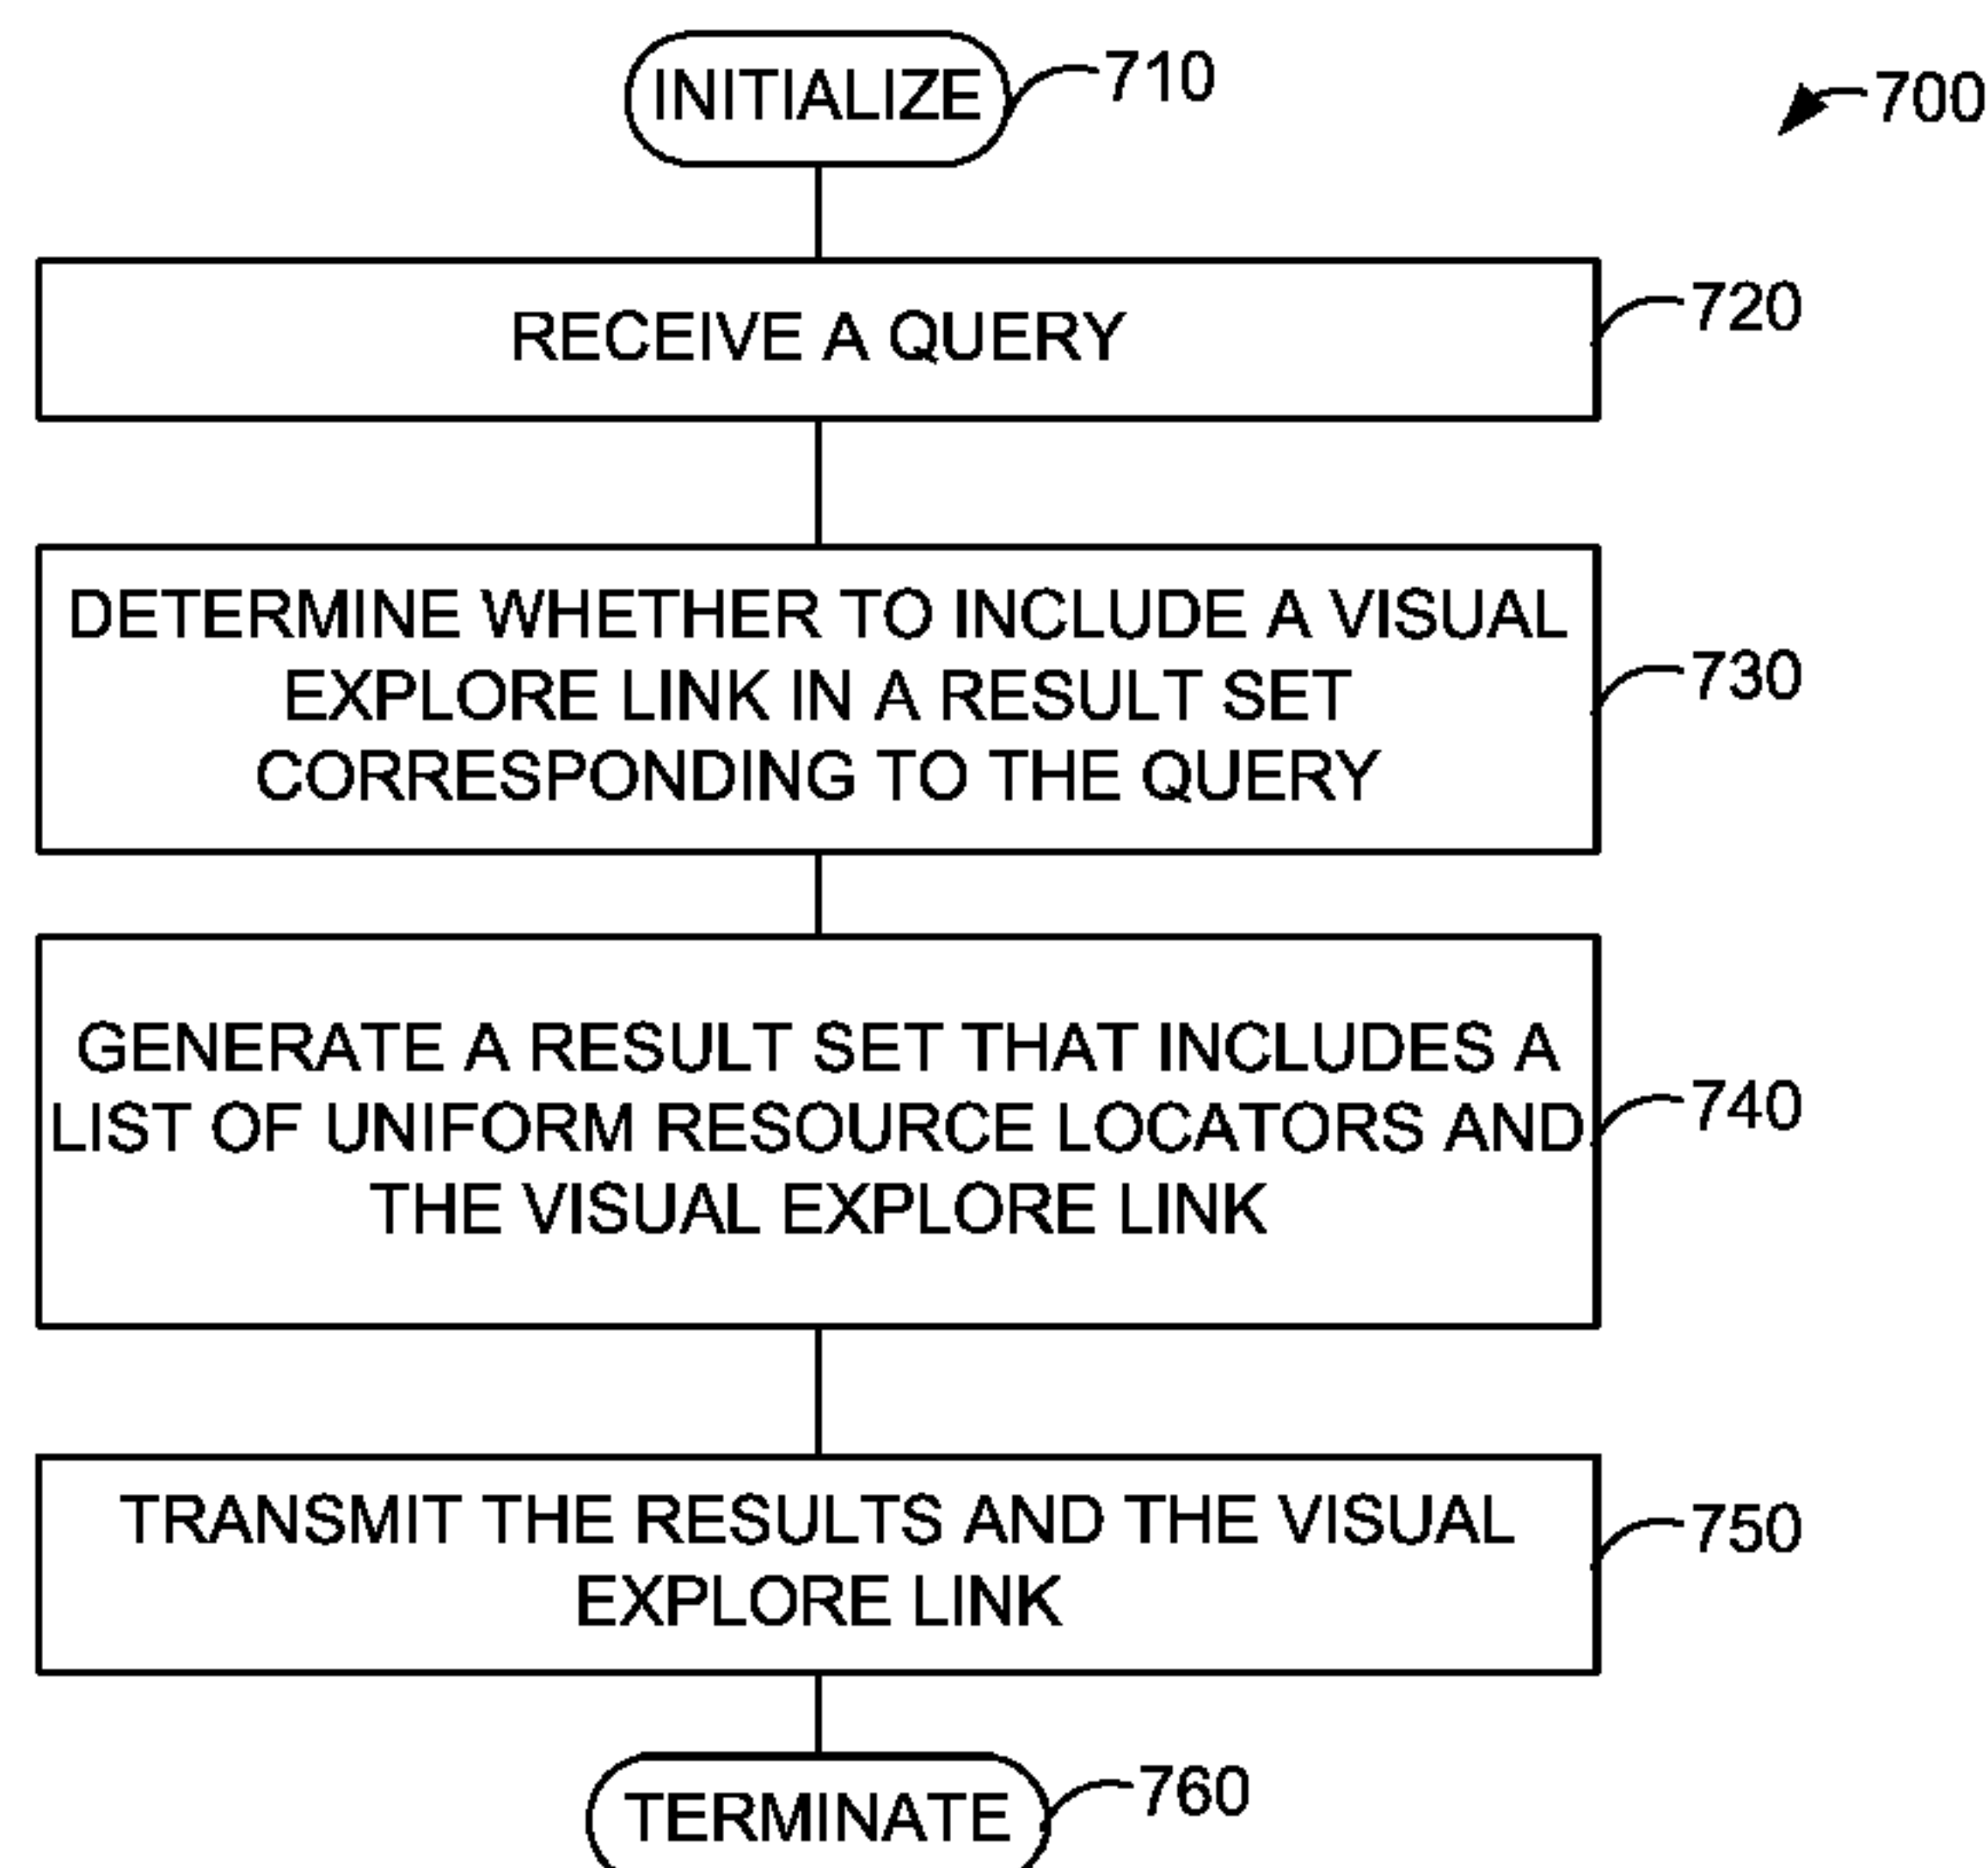 INITIALIZE
710
700
RECEIVE A QUERY
720
DETERMINE WHETHER TO INCLUDE A VISUAL
EXPLORE LINK IN A RESULT SET
CORRESPONDING TO THE QUERY
730
GENERATE A RESULT SET THAT INCLUDES A
LIST OF UNIFORM RESOURCE LOCATORS AND
THE VISUAL EXPLORE LINK
740
TRANSMIT THE RESULTS AND THE VISUAL
EXPLORE LINK
750
TERMINATE
760